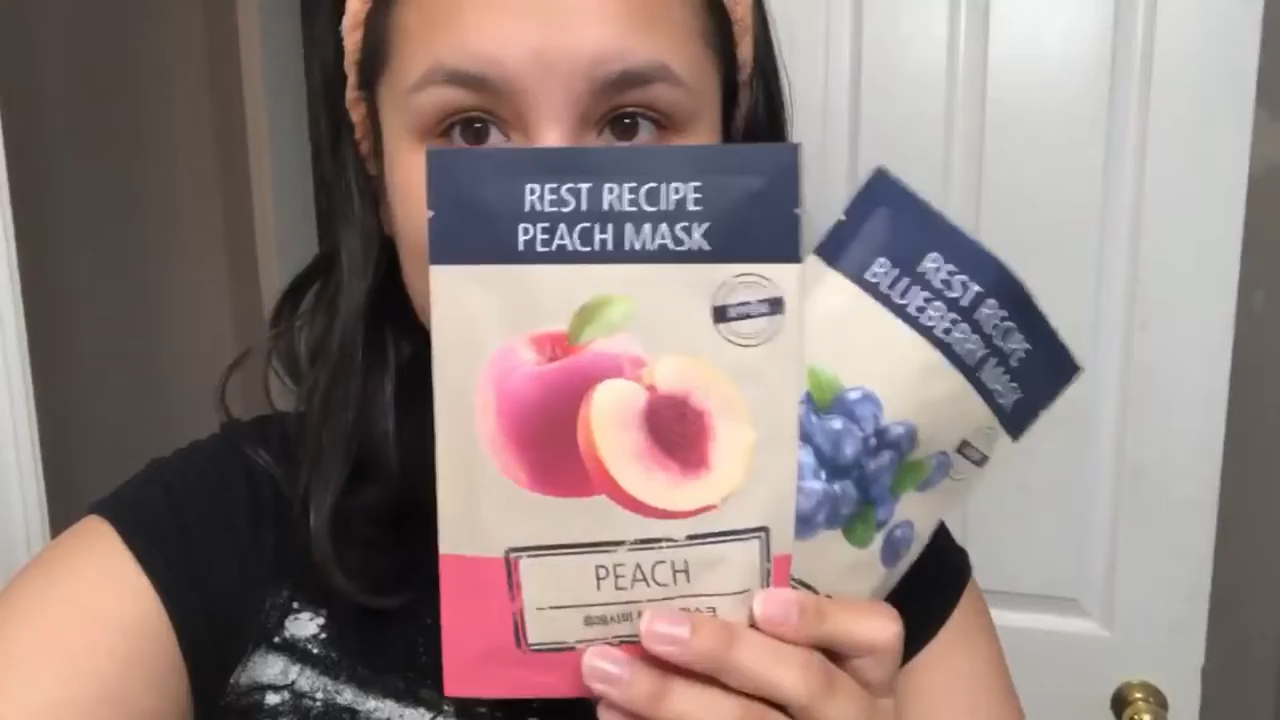 REST RECIPE
PEACH MASK
PEACH
REST RECIPE
BLUEBERRY MASK